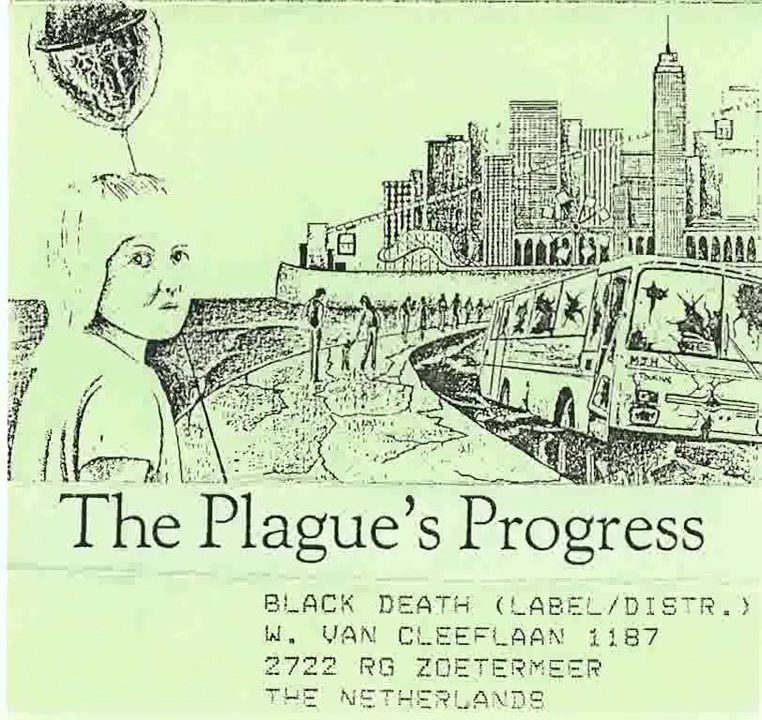 M.J.H
The Plague's Progress
BLACK DEATH (LABEL/DISTR.)
W. VAN CLEEFLAAN 1187
2722 RG ZOETERMEER
THE NETHERLANDS